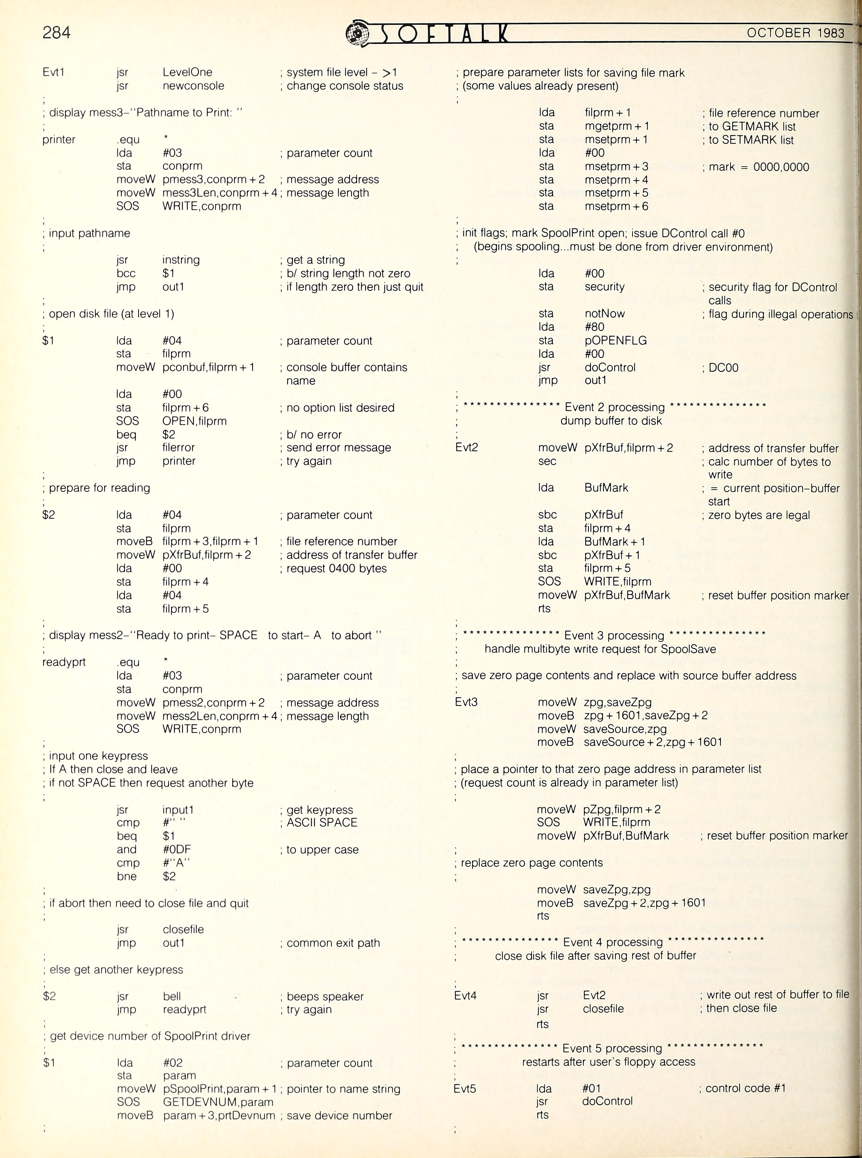 284
SOFTALK
OCTOBER 1983
Evt1 jsr LevelOne ; system file level - >1
jsr newconsole ; change console status
;
; display mess3-"Pathname to Print: "
;
printer .equ *
lda #03 ; parameter count
sta conprm
moveW pmess3,conprm + 2 ; message address
moveW mess3Len,conprm + 4 ; message length
SOS WRITE,conprm
;
; input pathname
;
jsr instring ; get a string
bcc $1 ; b/ string length not zero
jmp out1 ; if length zero then just quit
;
; open disk file (at level 1)
;
$1 lda #04 ; parameter count
sta filprm
moveW pconbuf,filprm + 1 ; console buffer contains
name
lda #00
sta filprm + 6 ; no option list desired
SOS OPEN,filprm
beq $2 ; b/ no error
jsr filerror ; send error message
jmp printer ; try again
;
; prepare for reading
;
$2 lda #04 ; parameter count
sta filprm
moveB filprm + 3,filprm + 1 ; file reference number
moveW pXfrBuf,filprm + 2 ; address of transfer buffer
lda #00 ; request 0400 bytes
sta filprm + 4
lda #04
sta filprm + 5
;
; display mess2-"Ready to print- SPACE to start- A to abort "
;
readyprt .equ *
lda #03 ; parameter count
sta conprm
moveW pmess2,conprm + 2 ; message address
moveW mess2Len,conprm + 4 ; message length
SOS WRITE,conprm
;
; input one keypress
; If A then close and leave
; if not SPACE then request another byte
;
jsr input1 ; get keypress
cmp #" " ; ASCII SPACE
beq $1
and #0DF ; to upper case
cmp #"A"
bne $2
;
; if abort then need to close file and quit
;
jsr closefile
jmp out1 ; common exit path
;
; else get another keypress
;
$2 jsr bell ; beeps speaker
jmp readyprt ; try again
;
; get device number of SpoolPrint driver
;
$1 lda #02 ; parameter count
sta param
moveW pSpoolPrint,param + 1 ; pointer to name string
SOS GETDEVNUM,param
moveB param + 3,prtDevnum ; save device number
;
; prepare parameter lists for saving file mark
; (some values already present)
;
lda filprm + 1 ; file reference number
sta mgetprm + 1 ; to GETMARK list
sta msetprm + 1 ; to SETMARK list
lda #00
sta msetprm + 3 ; mark = 0000,0000
sta msetprm + 4
sta msetprm + 5
sta msetprm + 6
;
; init flags; mark SpoolPrint open; issue DControl call #0
; (begins spooling...must be done from driver environment)
;
lda #00
sta security ; security flag for DControl
calls
sta notNow ; flag during illegal operations
lda #80
sta pOPENFLG
lda #00
jsr doControl ; DC00
jmp out1
;
; *************** Event 2 processing ***************
; dump buffer to disk
;
Evt2 moveW pXfrBuf,filprm + 2 ; address of transfer buffer
sec ; calc number of bytes to
write
lda BufMark ; = current position-buffer
start
sbc pXfrBuf ; zero bytes are legal
sta filprm + 4
lda BufMark + 1
sbc pXfrBuf + 1
sta filprm + 5
SOS WRITE,filprm
moveW pXfrBuf,BufMark ; reset buffer position marker
rts
;
; *************** Event 3 processing ***************
; handle multibyte write request for SpoolSave
;
; save zero page contents and replace with source buffer address
;
Evt3 moveW zpg,saveZpg
moveB zpg + 1601,saveZpg + 2
moveW saveSource,zpg
moveB saveSource + 2,zpg + 1601
;
; place a pointer to that zero page address in parameter list
; (request count is already in parameter list)
;
moveW pZpg,filprm + 2
SOS WRITE,filprm
moveW pXfrBuf,BufMark ; reset buffer position marker
;
; replace zero page contents
;
moveW saveZpg,zpg
moveB saveZpg + 2,zpg + 1601
rts
;
; *************** Event 4 processing ***************
; close disk file after saving rest of buffer
;
Evt4 jsr Evt2 ; write out rest of buffer to file
jsr closefile ; then close file
rts
;
; *************** Event 5 processing ***************
; restarts after user's floppy access
;
Evt5 lda #01 ; control code #1
jsr doControl
rts
;